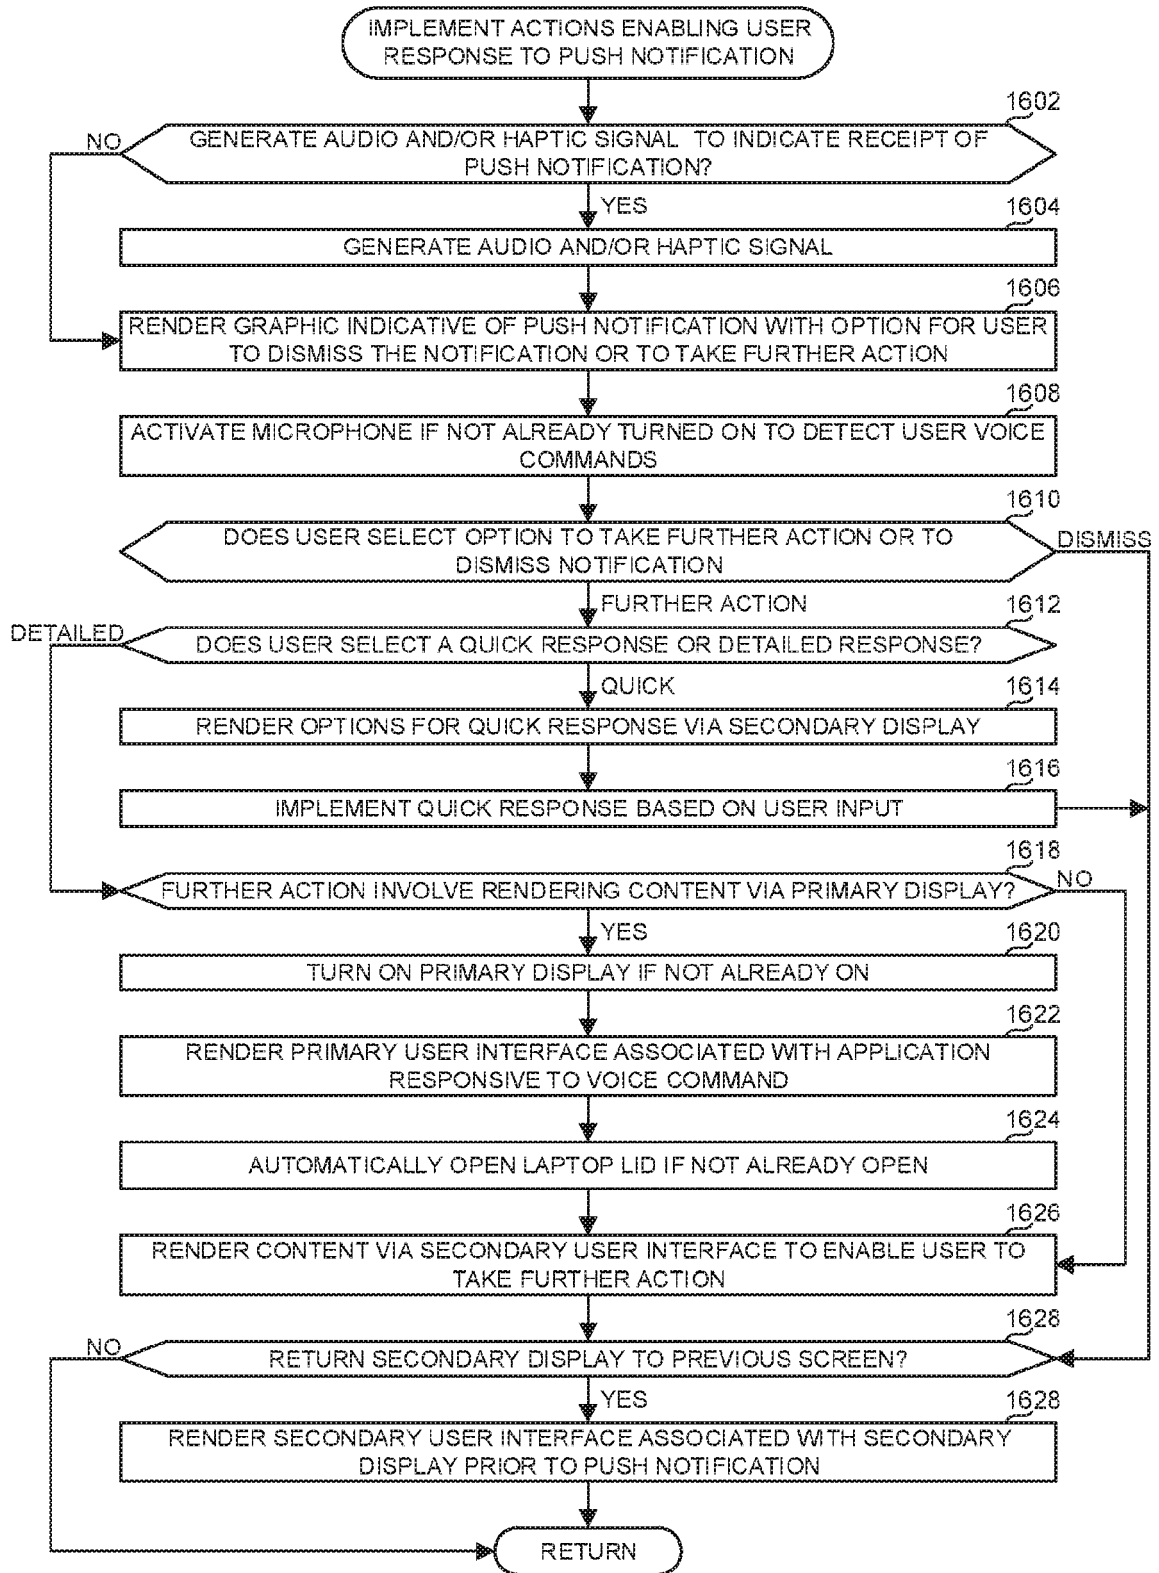 IMPLEMENT ACTIONS ENABLING USER
RESPONSE TO PUSH NOTIFICATION
1602
NO
GENERATE AUDIO AND/OR HAPTIC SIGNAL TO INDICATE RECEIPT OF
PUSH NOTIFICATION?
YES
1604
GENERATE AUDIO AND/OR HAPTIC SIGNAL
1606
RENDER GRAPHIC INDICATIVE OF PUSH NOTIFICATION WITH OPTION FOR USER
TO DISMISS THE NOTIFICATION OR TO TAKE FURTHER ACTION
1608
ACTIVATE MICROPHONE IF NOT ALREADY TURNED ON TO DETECT USER VOICE
COMMANDS
1610
DOES USER SELECT OPTION TO TAKE FURTHER ACTION OR TO
DISMISS NOTIFICATION
DISMISS
FURTHER ACTION
1612
DETAILED
DOES USER SELECT A QUICK RESPONSE OR DETAILED RESPONSE?
QUICK
1614
RENDER OPTIONS FOR QUICK RESPONSE VIA SECONDARY DISPLAY
1616
IMPLEMENT QUICK RESPONSE BASED ON USER INPUT
1618
FURTHER ACTION INVOLVE RENDERING CONTENT VIA PRIMARY DISPLAY?
NO
YES
1620
TURN ON PRIMARY DISPLAY IF NOT ALREADY ON
1622
RENDER PRIMARY USER INTERFACE ASSOCIATED WITH APPLICATION
RESPONSIVE TO VOICE COMMAND
1624
AUTOMATICALLY OPEN LAPTOP LID IF NOT ALREADY OPEN
1626
RENDER CONTENT VIA SECONDARY USER INTERFACE TO ENABLE USER TO
TAKE FURTHER ACTION
1628
NO
RETURN SECONDARY DISPLAY TO PREVIOUS SCREEN?
YES
1628
RENDER SECONDARY USER INTERFACE ASSOCIATED WITH SECONDARY
DISPLAY PRIOR TO PUSH NOTIFICATION
RETURN